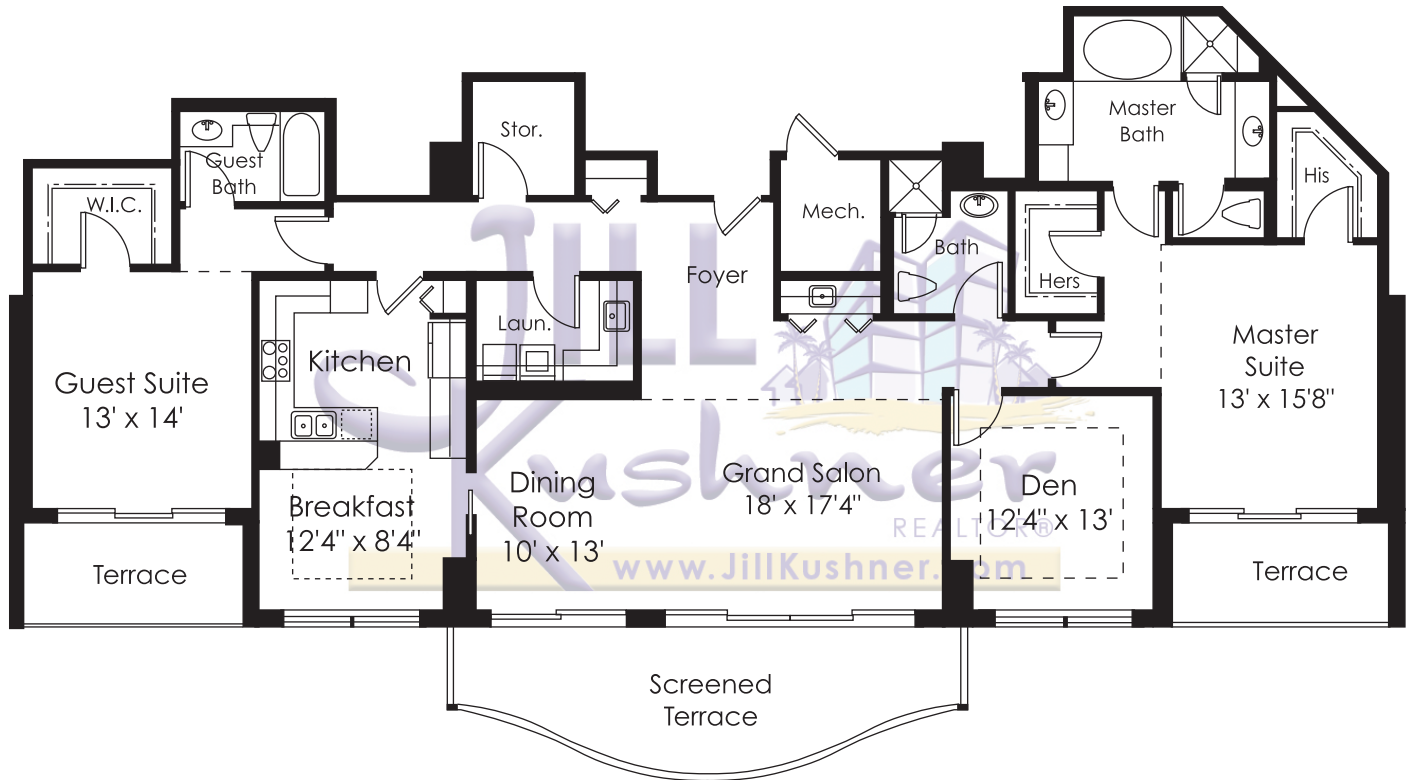 Master
Bath
Stor.
Guest
Bath
His
W.I.C.
Mech.
Bath
Foyer
Hers
Laun.
Kitchen
Master
Suite
13' x 15'8"
Guest Suite
13' x 14'
JILL
Kushner
REALTOR®
www.JillKushner.com
Grand Salon
18' x 17'4"
Dining
Room
10' x 13'
Den
12'4" x 13'
Breakfast
12'4" x 8'4"
Terrace
Terrace
Screened
Terrace